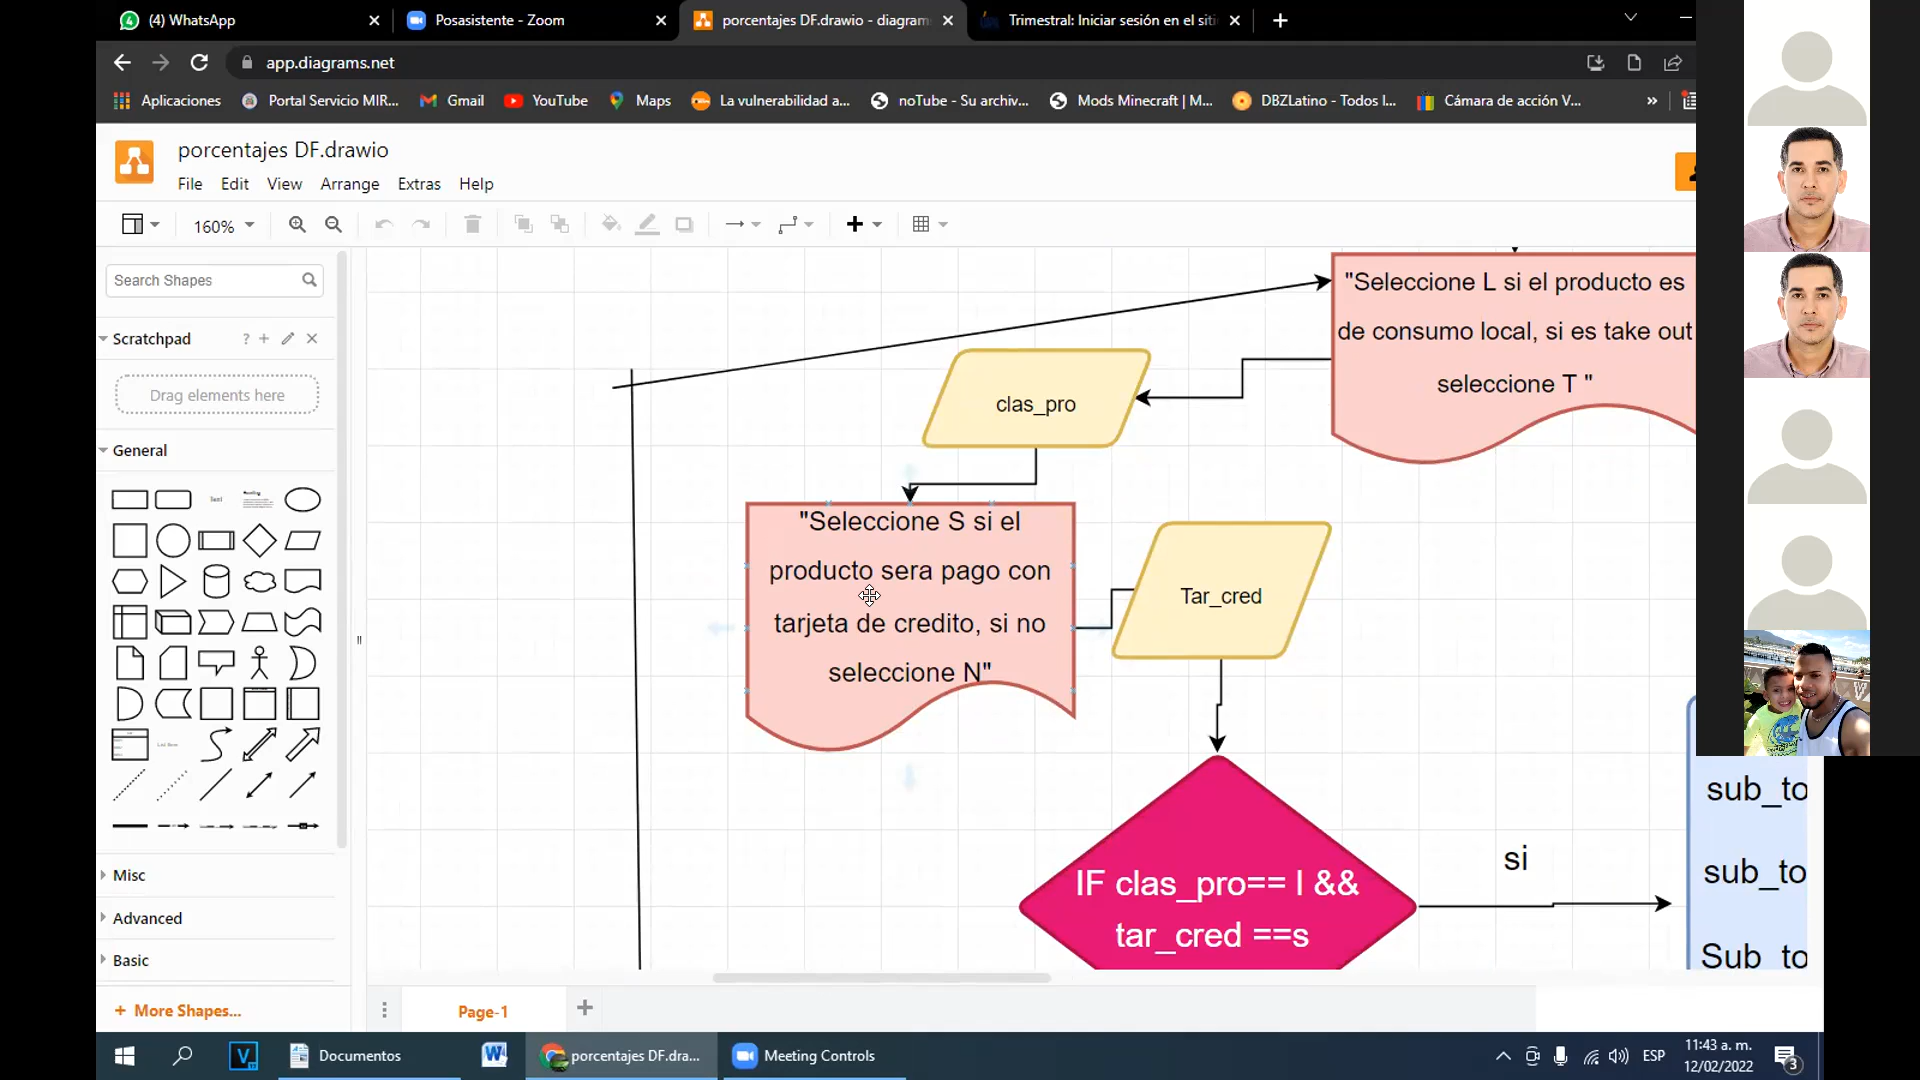 (4) WhatsApp
Posasistente - Zoom
porcentajes DF.drawio - diagram
Trimestral: Iniciar sesión en el siti
app.diagrams.net
Aplicaciones
Portal Servicio MIR...
Gmail
YouTube
Maps
La vulnerabilidad a...
noTube - Su archiv...
Mods Minecraft | M...
DBZLatino - Todos l...
Cámara de acción V...
»
porcentajes DF.drawio
File Edit View Arrange Extras Help
160%
Search Shapes
Scratchpad
?
Drag elements here
General
Text
Heading
List Item
Misc
Advanced
Basic
+ More Shapes...
"Seleccione L si el producto es
de consumo local, si es take out
seleccione T "
clas_pro
"Seleccione S si el
producto sera pago con
tarjeta de credito, si no
seleccione N"
Tar_cred
IF clas_pro== l &&
tar_cred ==s
si
sub_to
sub_to
Sub_to
Page-1
Documentos
porcentajes DF.dra...
Meeting Controls
ESP
11:43 a. m.
12/02/2022
3